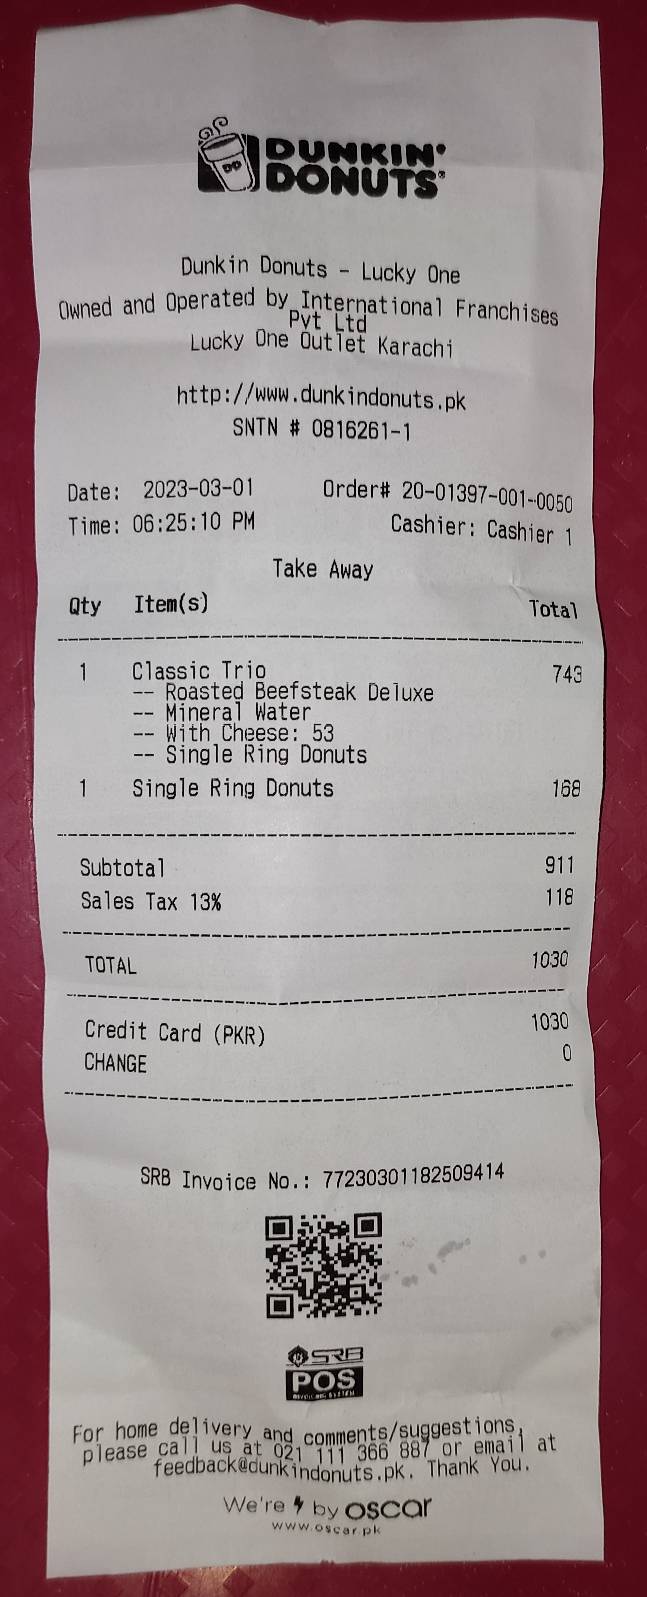 DUNKIN'
DONUTS
Dunkin Donuts - Lucky One
Owned and Operated by International Franchises
Pvt Ltd
Lucky One Outlet Karachi
http://www.dunkindonuts.pk
SNTN # 0816261-1
Date: 2023-03-01 Order# 20-01397-001-0050
Time: 06:25:10 PM Cashier: Cashier 1
Take Away
Qty Item(s) Total
1 Classic Trio 743
-- Roasted Beefsteak Deluxe
-- Mineral Water
-- With Cheese: 53
-- Single Ring Donuts
1 Single Ring Donuts 168
Subtotal 911
Sales Tax 13% 118
TOTAL 1030
Credit Card (PKR) 1030
CHANGE 0
SRB Invoice No.: 77230301182509414
SRB
POS
For home delivery and comments/suggestions,
please call us at 021 111 366 887 or email at
feedback@dunkindonuts.pk. Thank You.
We're by oscar
www.oscar.pk